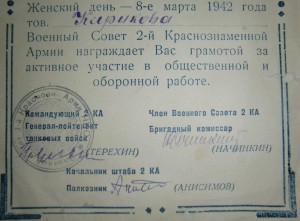 Женский день — 8-е марта 1942 года
тов.
Военный Совет 2-й Краснознаменной
Армии награждает Вас грамотой за
активное участие в общественной и
оборонной работе.
Командующий 2 КА
Генерал-лейтенант
танковых войск
(ТЕРЕХИН)
Член Военного Совета 2 КА
Бригадный комиссар
(НАЧИНКИН)
Начальник штаба 2 КА
Полковник (АНИСИМОВ)